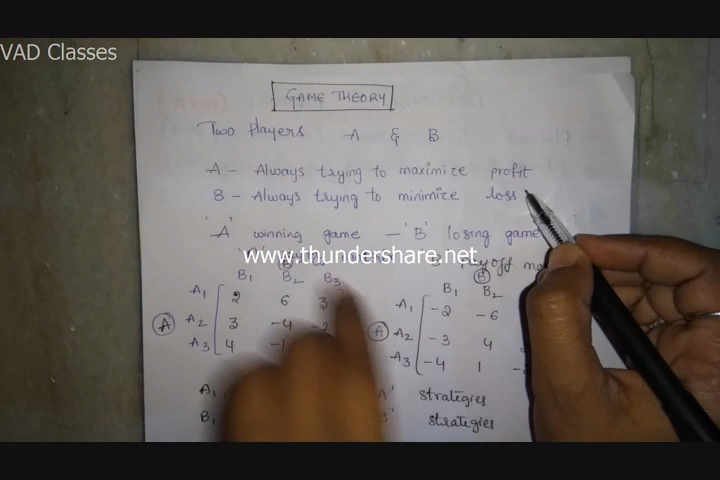 VAD Classes
GAME THEORY
Two Players A & B
A - Always trying to maximize profit
B - Always trying to minimize loss
'A' winning game - 'B' losing game
www.thundershare.net
B payoff
B B
B1 B2 B3 B1 B2
A1 2 6 3 A1 -2 -6
A A2 3 -4 -2 A A2 -3 4
A3 4 -1 A3 -4 1
A1 A' strategies
B1 B' strategies